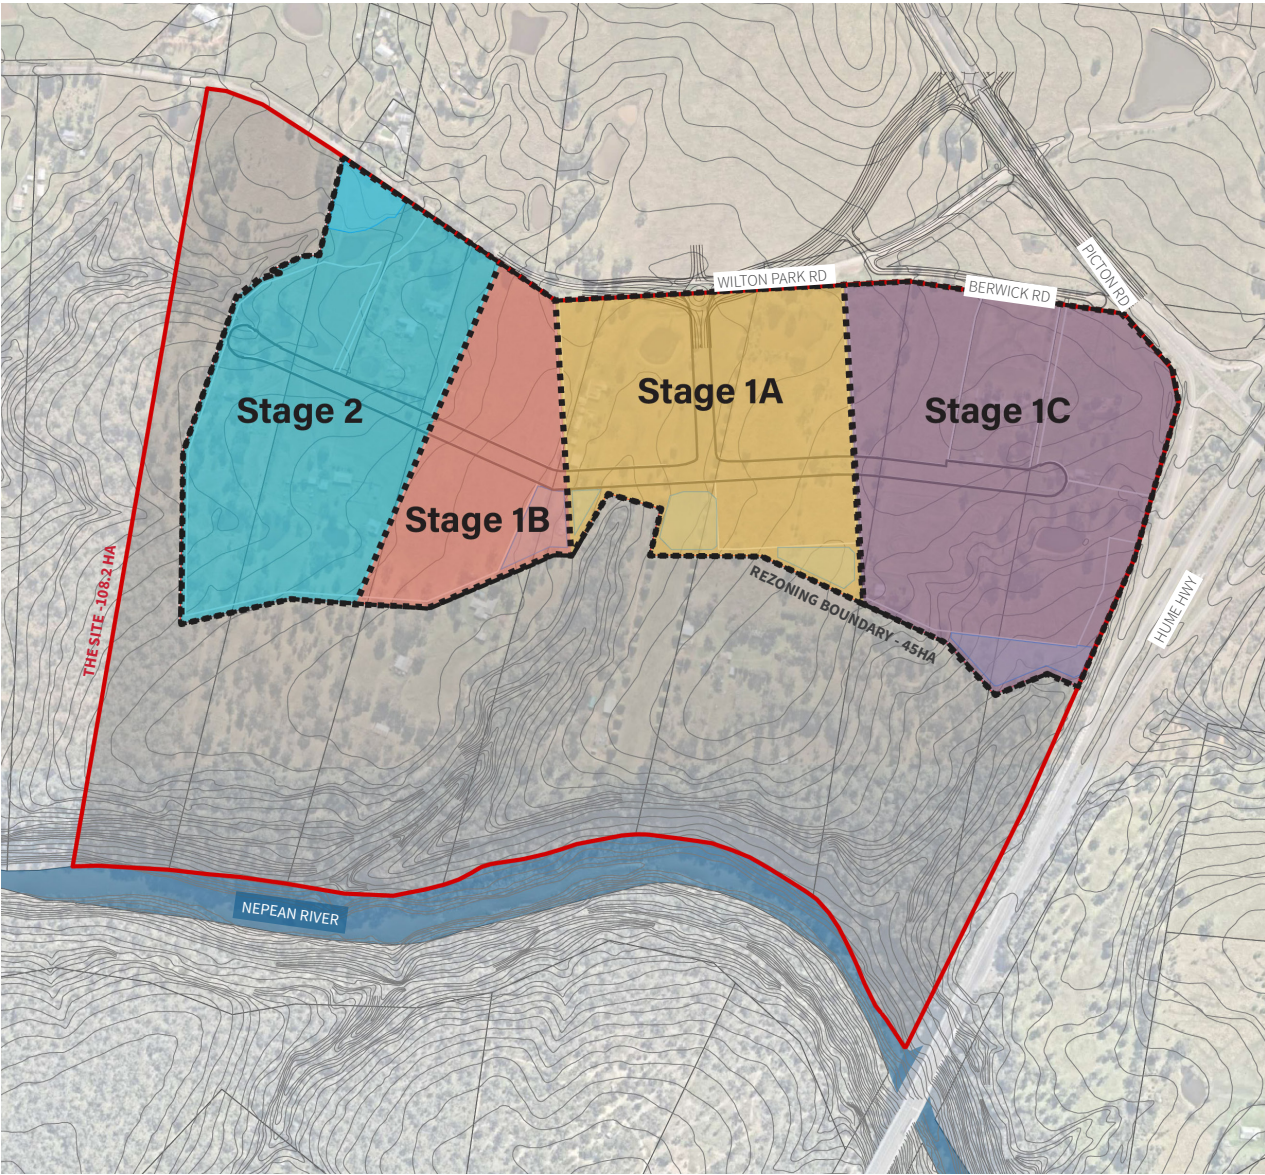 WILTON PARK RD
PICTON RD
BERWICK RD
Stage 2
Stage 1A
Stage 1C
Stage 1B
THE SITE -108.2 HA
REZONING BOUNDARY - 45HA
HUME HWY
NEPEAN RIVER